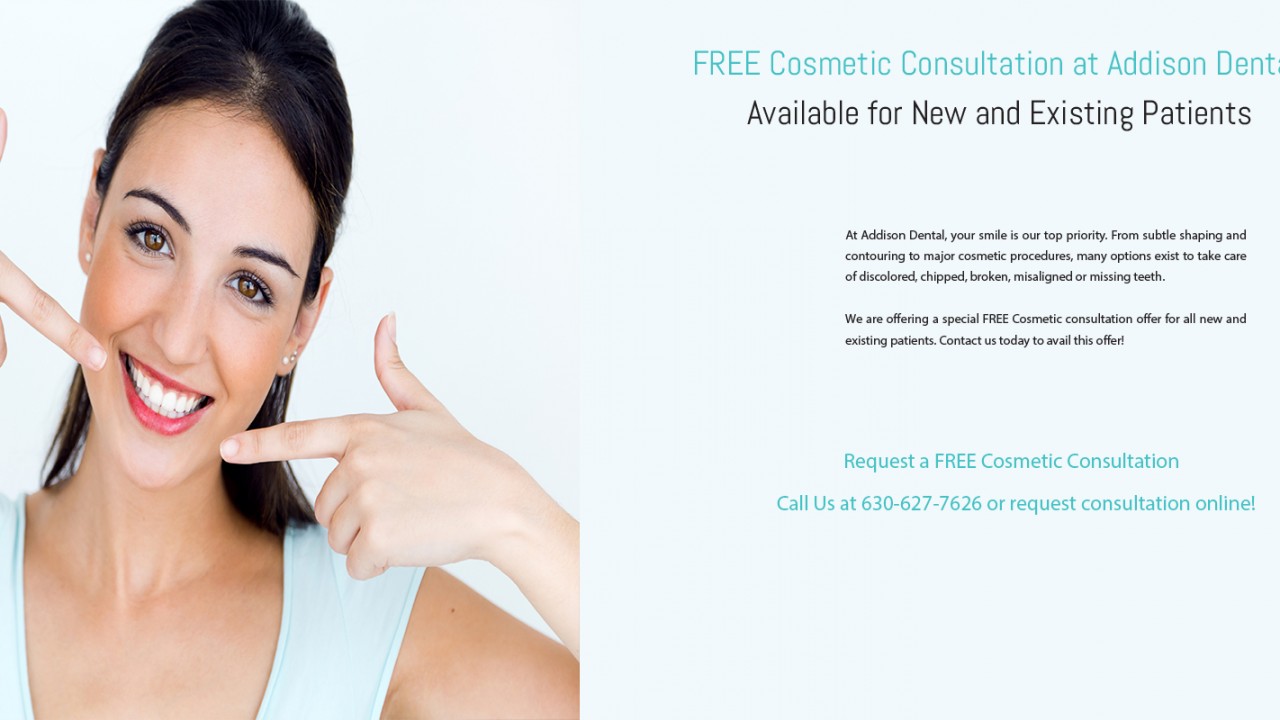 FREE Cosmetic Consultation at Addison Denta
Available for New and Existing Patients
At Addison Dental, your smile is our top priority. From subtle shaping and
contouring to major cosmetic procedures, many options exist to take care
of discolored, chipped, broken, misaligned or missing teeth.
We are offering a special FREE Cosmetic consultation offer for all new and
existing patients. Contact us today to avail this offer!
Request a FREE Cosmetic Consultation
Call Us at 630-627-7626 or request consultation online!